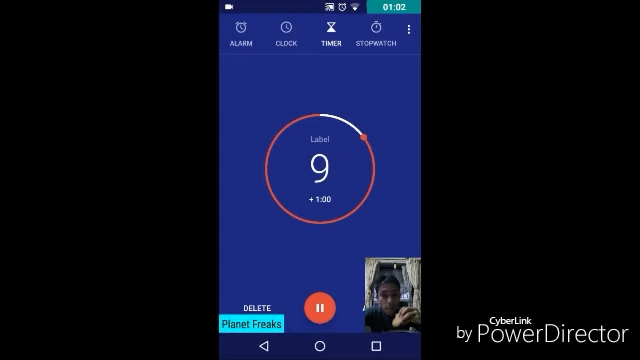 01:02
ALARM
CLOCK
TIMER
STOPWATCH
Label
9
+ 1:00
DELETE
Planet Freaks
CyberLink
by PowerDirector